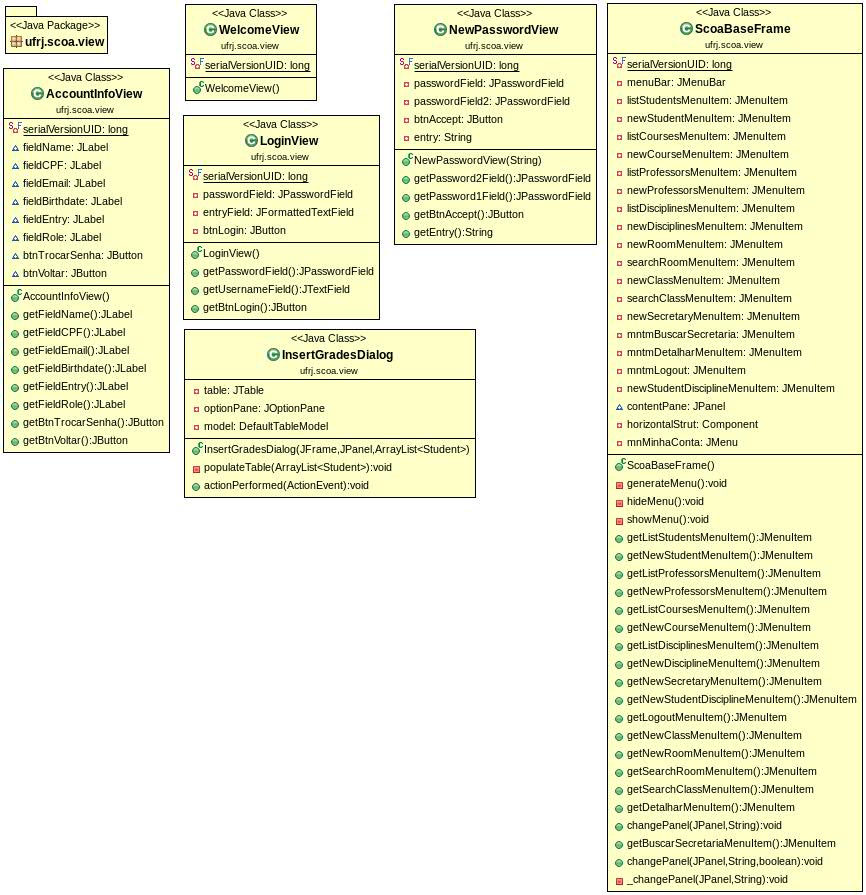 <<Java Package>>
ufrj.scoa.view
<<Java Class>>
AccountInfoView
ufrj.scoa.view
serialVersionUID: long
fieldName: JLabel
fieldCPF: JLabel
fieldEmail: JLabel
fieldBirthdate: JLabel
fieldEntry: JLabel
fieldRole: JLabel
btnTrocarSenha: JButton
btnVoltar: JButton
AccountInfoView()
getFieldName():JLabel
getFieldCPF():JLabel
getFieldEmail():JLabel
getFieldBirthdate():JLabel
getFieldEntry():JLabel
getFieldRole():JLabel
getBtnTrocarSenha():JButton
getBtnVoltar():JButton
<<Java Class>>
WelcomeView
ufrj.scoa.view
serialVersionUID: long
WelcomeView()
<<Java Class>>
LoginView
ufrj.scoa.view
serialVersionUID: long
passwordField: JPasswordField
entryField: JFormattedTextField
btnLogin: JButton
LoginView()
getPasswordField():JPasswordField
getUsernameField():JTextField
getBtnLogin():JButton
<<Java Class>>
InsertGradesDialog
ufrj.scoa.view
table: JTable
optionPane: JOptionPane
model: DefaultTableModel
InsertGradesDialog(JFrame,JPanel,ArrayList<Student>)
populateTable(ArrayList<Student>):void
actionPerformed(ActionEvent):void
<<Java Class>>
NewPasswordView
ufrj.scoa.view
serialVersionUID: long
passwordField: JPasswordField
passwordField2: JPasswordField
btnAccept: JButton
entry: String
NewPasswordView(String)
getPassword2Field():JPasswordField
getPassword1Field():JPasswordField
getBtnAccept():JButton
getEntry():String
<<Java Class>>
ScoaBaseFrame
ufrj.scoa.view
serialVersionUID: long
menuBar: JMenuBar
listStudentsMenuItem: JMenuItem
newStudentMenuItem: JMenuItem
listCoursesMenuItem: JMenuItem
newCourseMenuItem: JMenuItem
listProfessorsMenuItem: JMenuItem
newProfessorsMenuItem: JMenuItem
listDisciplinesMenuItem: JMenuItem
newDisciplinesMenuItem: JMenuItem
newRoomMenuItem: JMenuItem
searchRoomMenuItem: JMenuItem
newClassMenuItem: JMenuItem
searchClassMenuItem: JMenuItem
newSecretaryMenuItem: JMenuItem
mntmBuscarSecretaria: JMenuItem
mntmDetalharMenuItem: JMenuItem
mntmLogout: JMenuItem
newStudentDisciplineMenuItem: JMenuItem
contentPane: JPanel
horizontalStrut: Component
mnMinhaConta: JMenu
ScoaBaseFrame()
generateMenu():void
hideMenu():void
showMenu():void
getListStudentsMenuItem():JMenuItem
getNewStudentMenuItem():JMenuItem
getListProfessorsMenuItem():JMenuItem
getNewProfessorsMenuItem():JMenuItem
getListCoursesMenuItem():JMenuItem
getNewCourseMenuItem():JMenuItem
getListDisciplinesMenuItem():JMenuItem
getNewDisciplineMenuItem():JMenuItem
getNewSecretaryMenuItem():JMenuItem
getNewStudentDisciplineMenuItem():JMenuItem
getLogoutMenuItem():JMenuItem
getNewClassMenuItem():JMenuItem
getNewRoomMenuItem():JMenuItem
getSearchRoomMenuItem():JMenuItem
getSearchClassMenuItem():JMenuItem
getDetalharMenuItem():JMenuItem
changePanel(JPanel,String):void
getBuscarSecretariaMenuItem():JMenuItem
changePanel(JPanel,String,boolean):void
_changePanel(JPanel,String):void